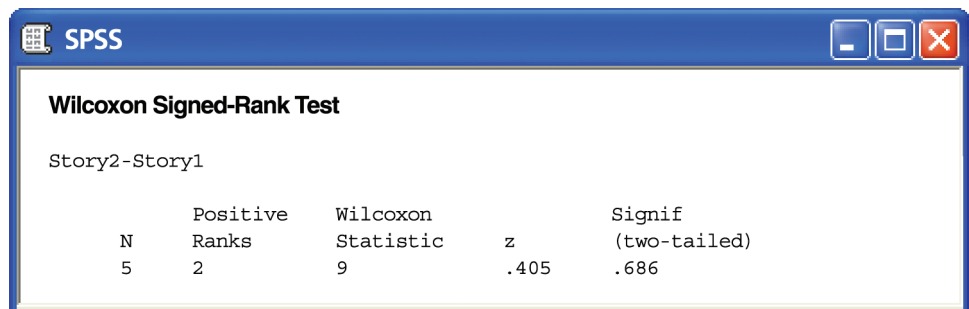 SPSS
Wilcoxon Signed-Rank Test
Story2-Story1
Positive Wilcoxon Signif
N Ranks Statistic z (two-tailed)
5 2 9 .405 .686